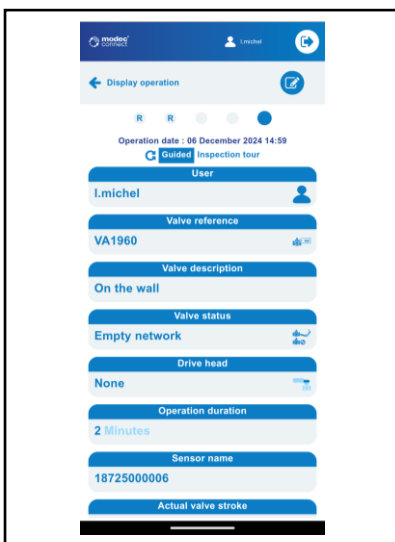 modec
connect
l.michel
Display operation
R R
Operation date : 06 December 2024 14:59
Guided Inspection tour
User
l.michel
Valve reference
VA1960
Valve description
On the wall
Valve status
Empty network
Drive head
None
Operation duration
2 Minutes
Sensor name
18725000006
Actual valve stroke